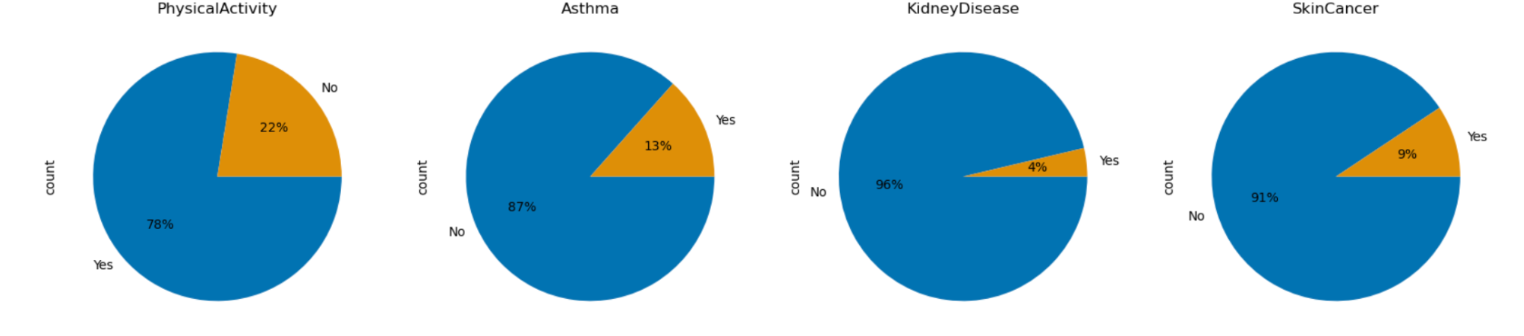 PhysicalActivity
No
22%
count
78%
Yes
Asthma
Yes
13%
count
87%
No
KidneyDisease
Yes
4%
count
96%
No
SkinCancer
Yes
9%
count
91%
No